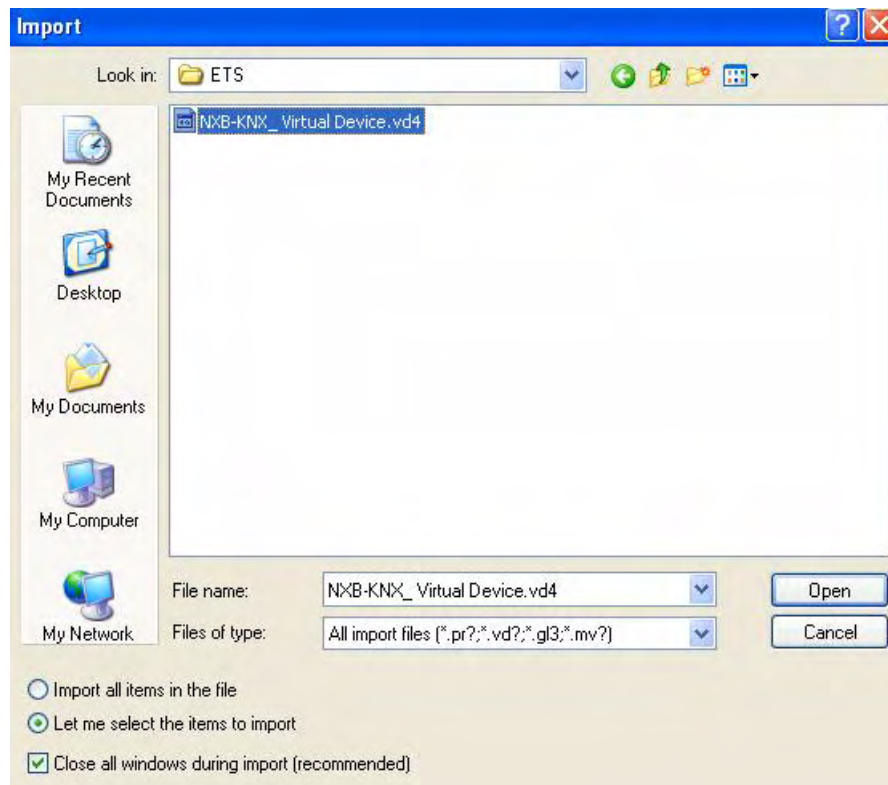 Import
Look in:
ETS
NXB-KNX_ Virtual Device.vd4
My Recent
Documents
Desktop
My Documents
My Computer
My Network
File name:
NXB-KNX_ Virtual Device.vd4
Open
Files of type:
All import files (*.pr?;*.vd?;*.gl3;*.mv?)
Cancel
Import all items in the file
Let me select the items to import
Close all windows during import (recommended)